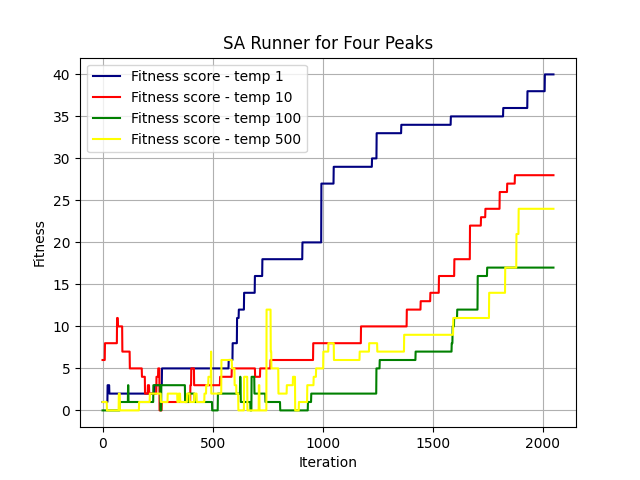 SA Runner for Four Peaks
Fitness score - temp 1
Fitness score - temp 10
Fitness score - temp 100
Fitness score - temp 500
Fitness
40
35
30
25
20
15
10
5
0
0 500 1000 1500 2000
Iteration